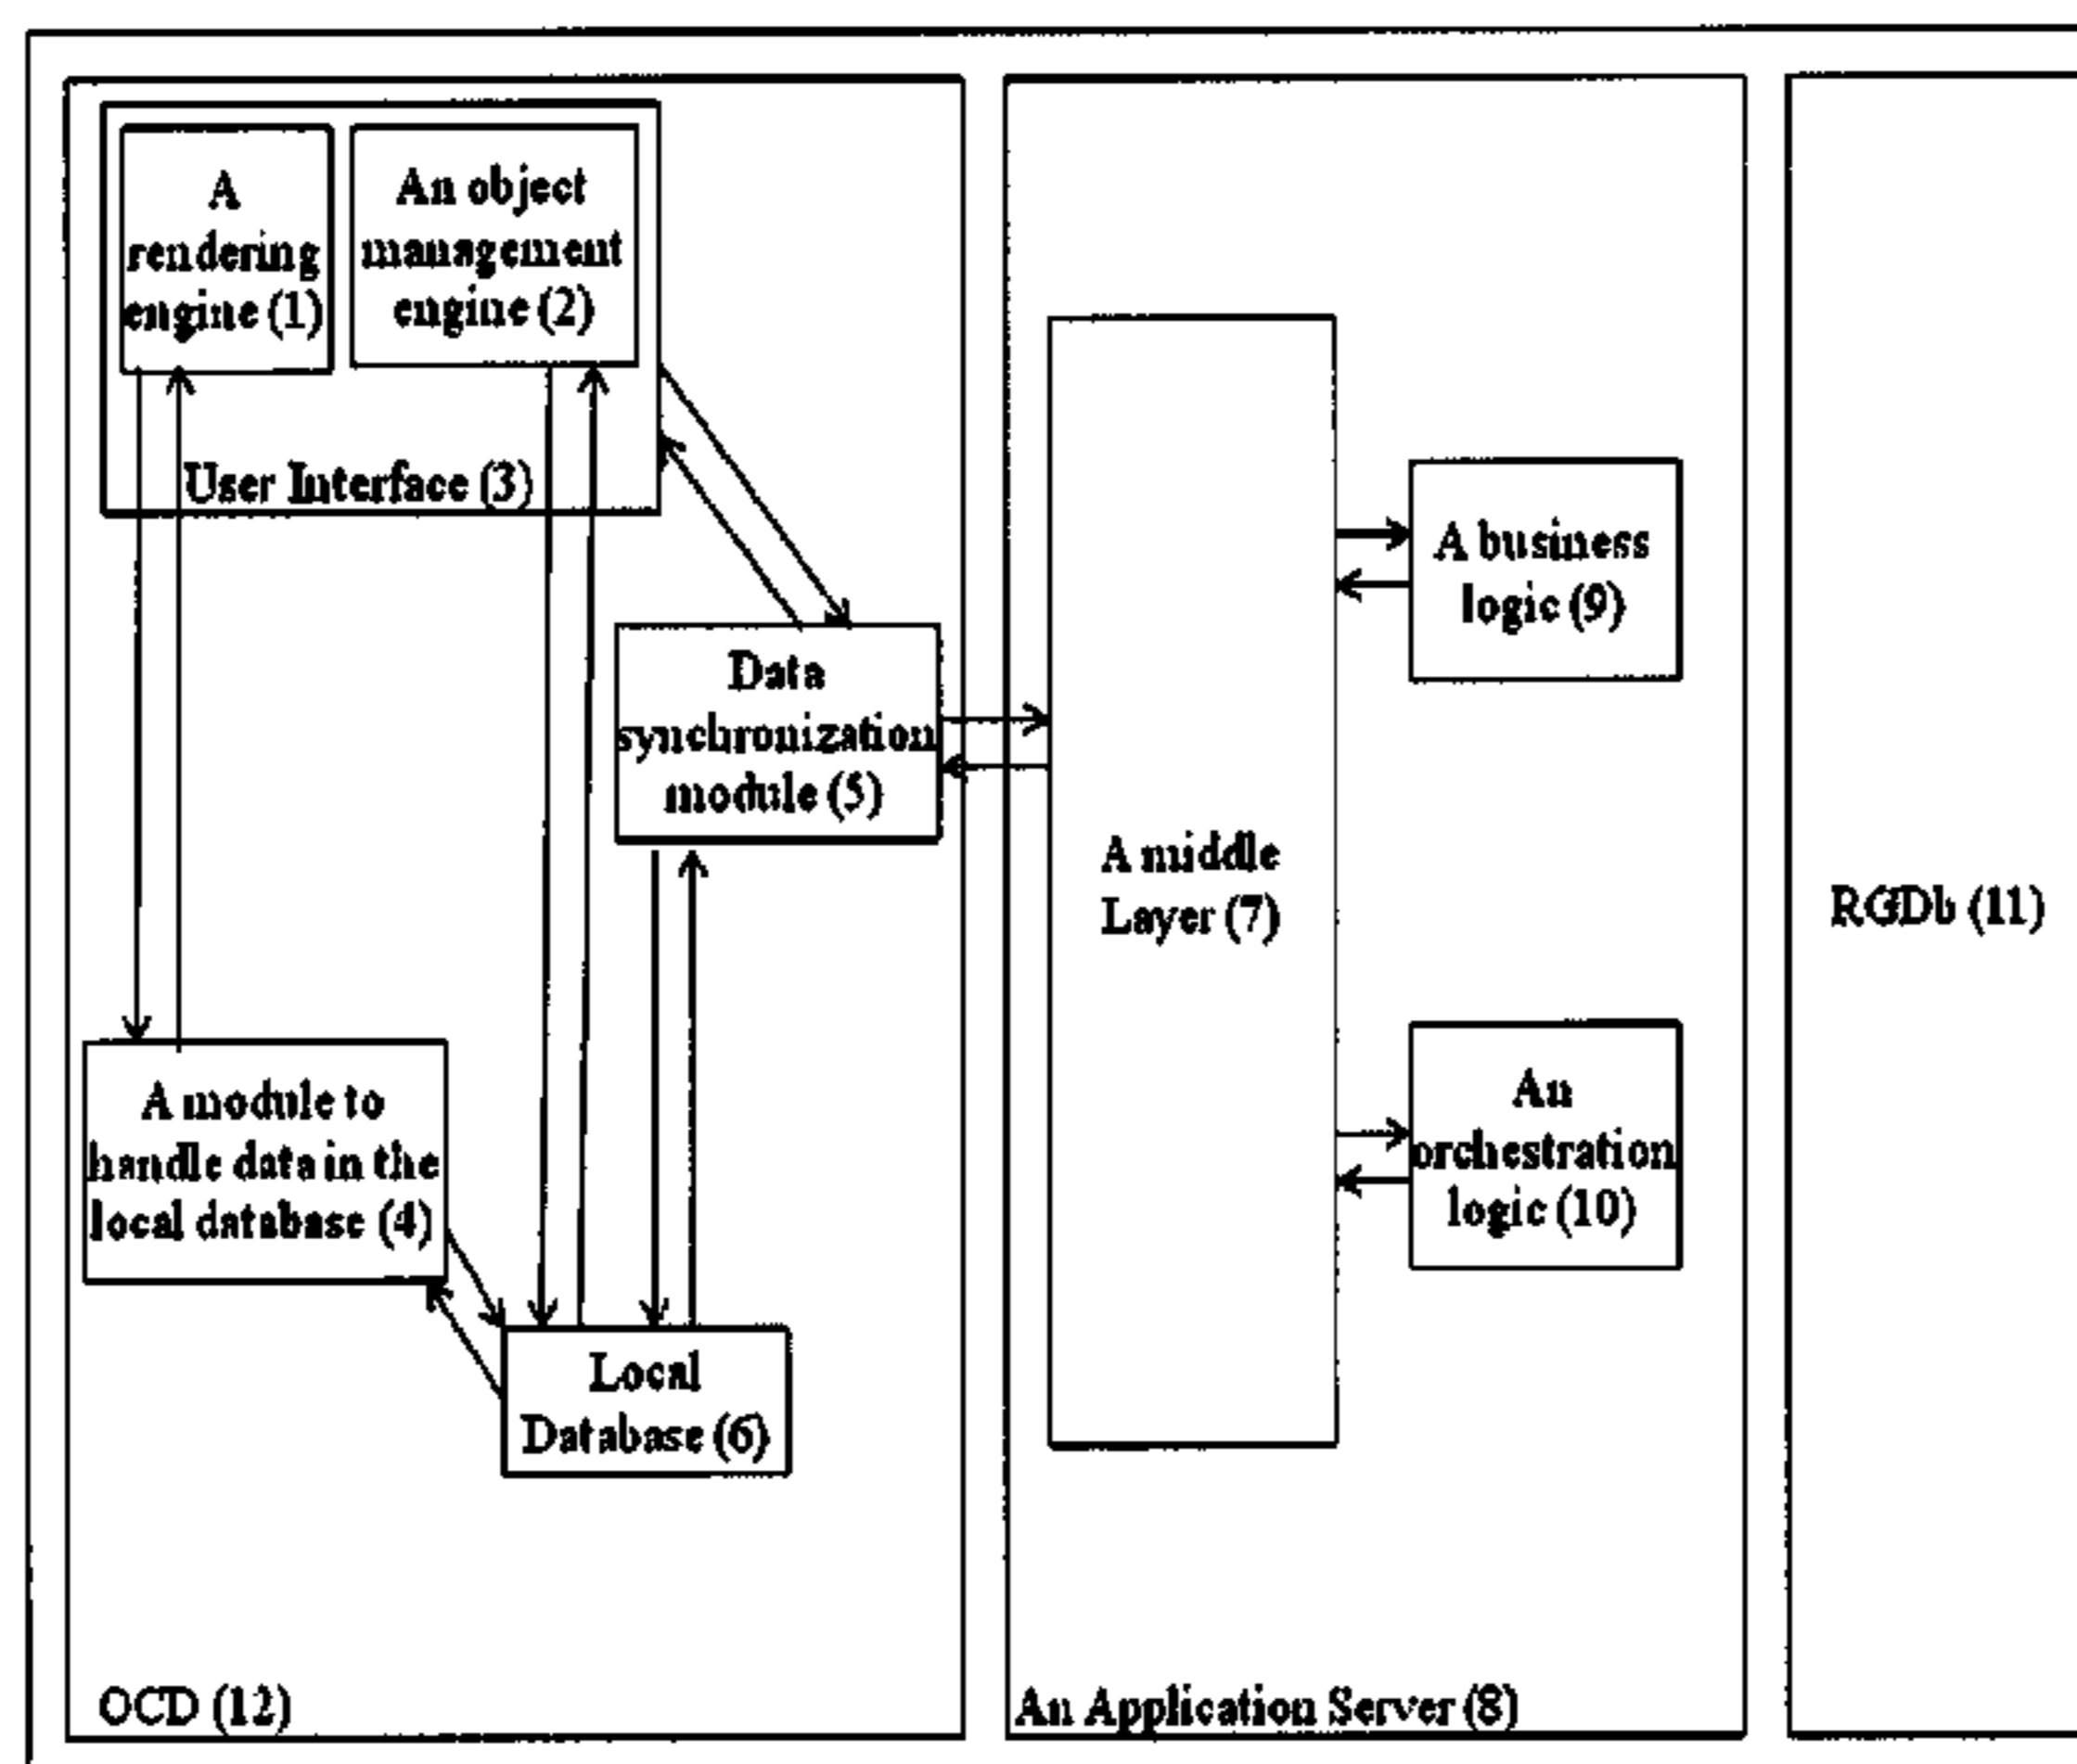 A
rendering
engine (1)
An object
management
engine (2)
User Interface (3)
Data
synchronization
module (5)
A module to
handle data in the
local database (4)
Local
Database (6)
OCD (12)
A middle
Layer (7)
A business
logic (9)
An
orchestration
logic (10)
An Application Server (8)
RGDb (11)